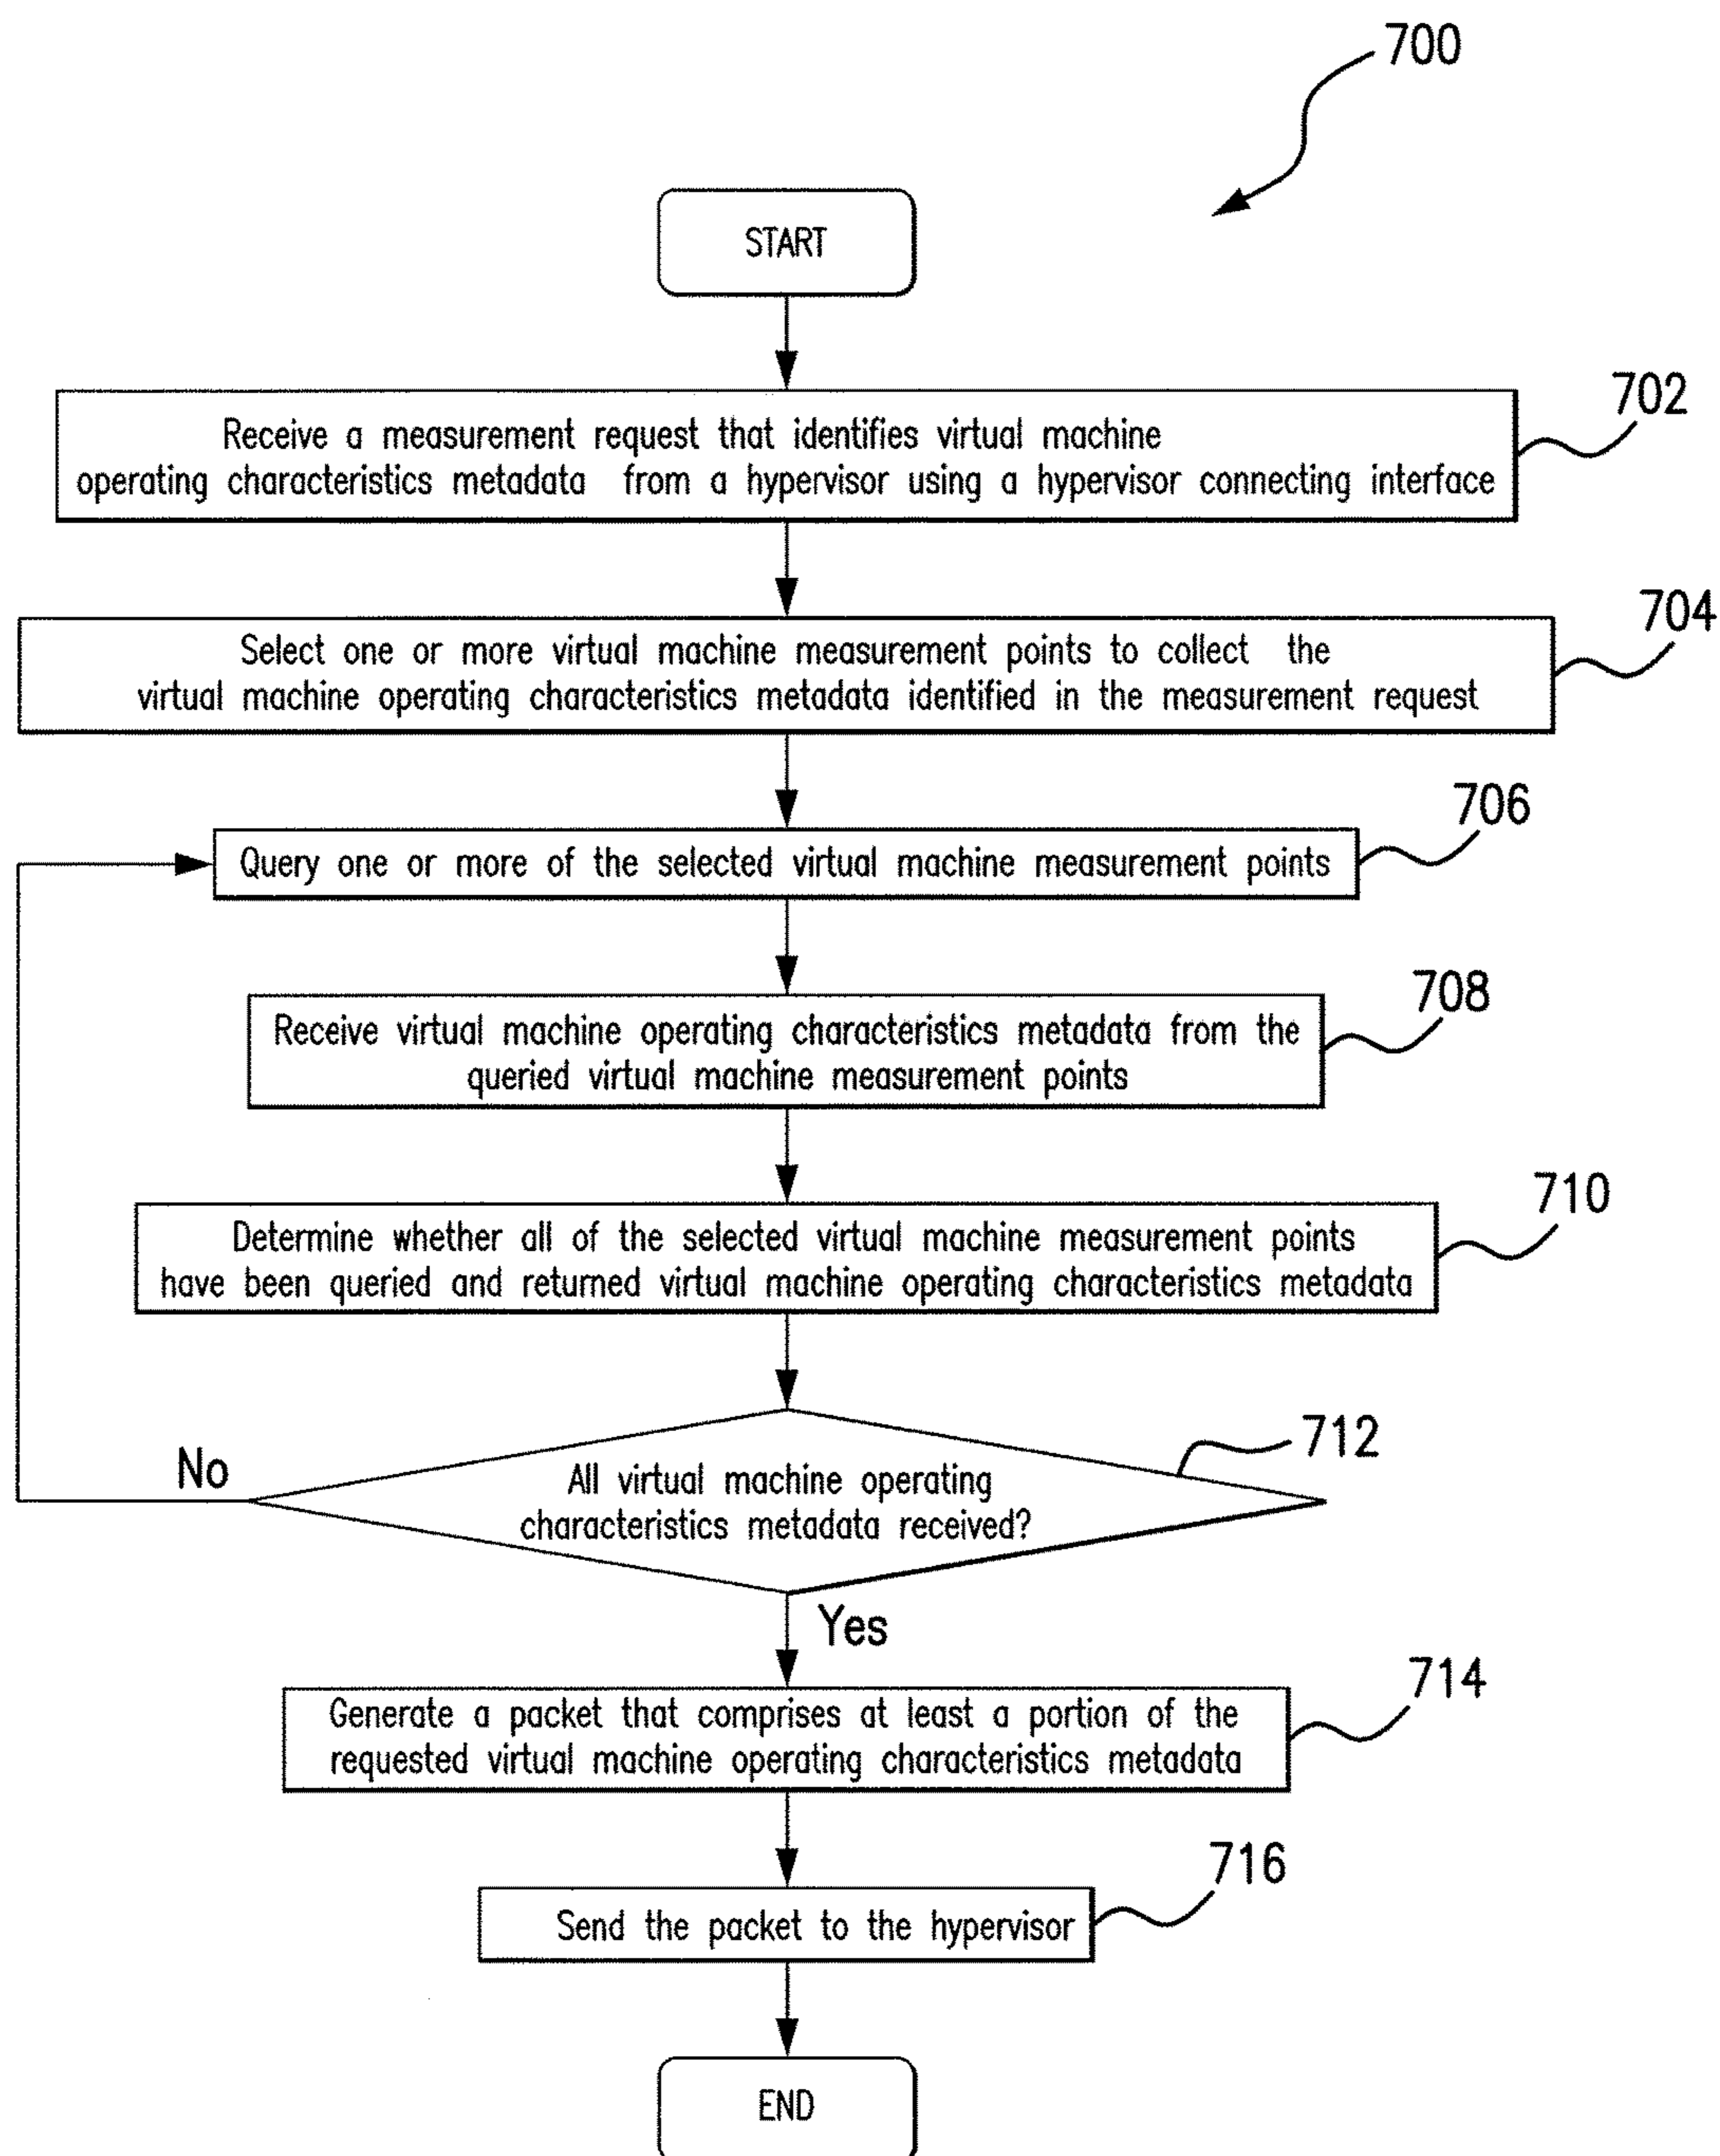 700
START
702
Receive a measurement request that identifies virtual machine
operating characteristics metadata from a hypervisor using a hypervisor connecting interface
704
Select one or more virtual machine measurement points to collect the
virtual machine operating characteristics metadata identified in the measurement request
706
Query one or more of the selected virtual machine measurement points
708
Receive virtual machine operating characteristics metadata from the
queried virtual machine measurement points
710
Determine whether all of the selected virtual machine measurement points
have been queried and returned virtual machine operating characteristics metadata
712
No
All virtual machine operating
characteristics metadata received?
Yes
714
Generate a packet that comprises at least a portion of the
requested virtual machine operating characteristics metadata
716
Send the packet to the hypervisor
END